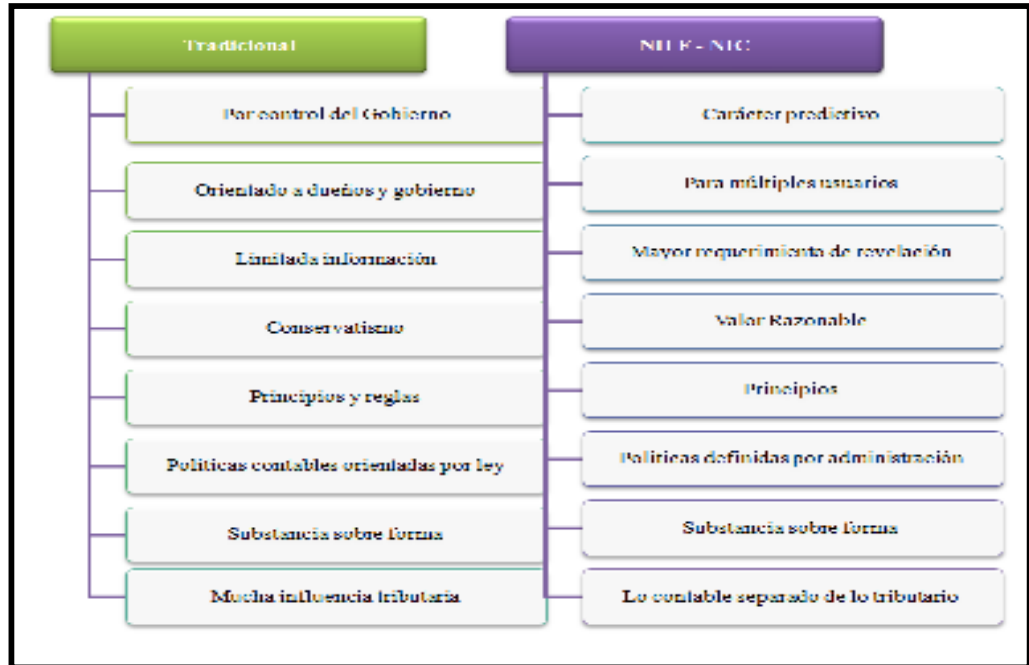 Tradicional
Por control del Gobierno
Orientado a dueños y gobierno
Limitada información
Conservatismo
Principios y reglas
Políticas contables orientadas por ley
Substancia sobre forma
Mucha influencia tributaria
NIIF - NIC
Carácter predictivo
Para múltiples usuarios
Mayor requerimiento de revelación
Valor Razonable
Principios
Políticas definidas por administración
Substancia sobre forma
Lo contable separado de lo tributario